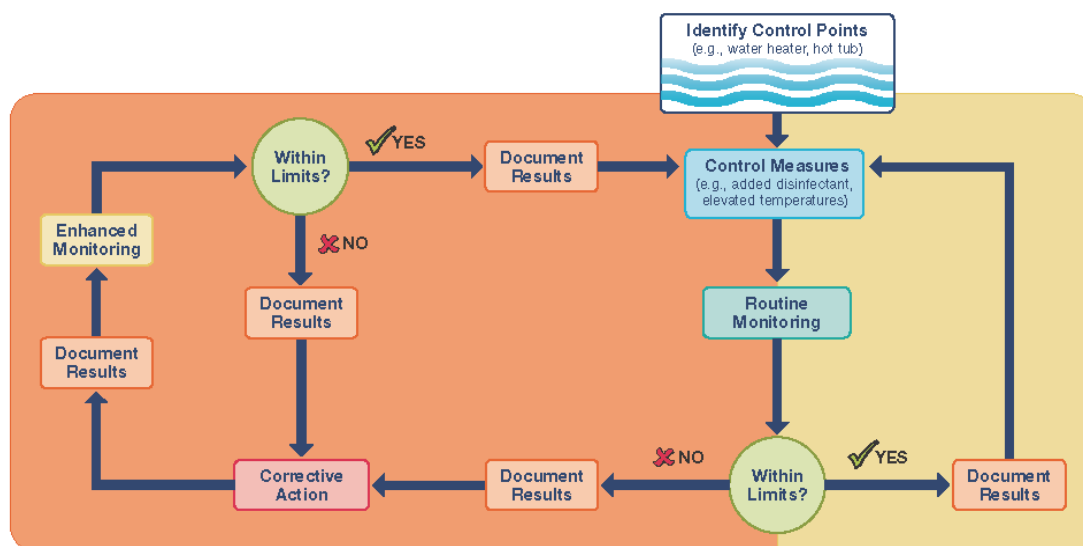 Identify Control Points
(e.g., water heater, hot tub)
Within
Limits?
YES
Document
Results
Control Measures
(e.g., added disinfectant,
elevated temperatures)
Enhanced
Monitoring
NO
Document
Results
Routine
Monitoring
Document
Results
Corrective
Action
Document
Results
NO
Within
Limits?
YES
Document
Results